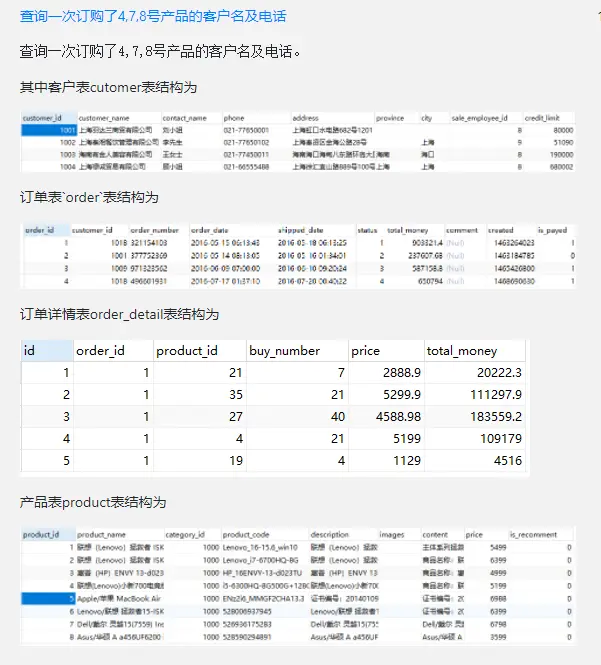 查询一次订购了4,7,8号产品的客户名及电话
查询一次订购了4,7,8号产品的客户名及电话。
其中客户表cutomer表结构为
customer_id customer_name contact_name phone address province city sale_employee_id credit_limit
1001 上海羽达兰商贸有限公司 刘小姐 021-77650001 上海虹口水电路682号1201 8 80000
1002 上海秦湘餐饮管理有限公司 李先生 021-77650102 上海奉贤区金海公路28号 上海 9 51090
1003 海南有余人展容有限公司 王女士 021-77450011 海南海口海甸八东路环岛大 海南 海口 8 190000
1004 上海穆诚贸易有限公司 顾小姐 021-66555488 上海徐汇宜山路889号100号 上海 上海 8 680002
订单表`order`表结构为
order_id customer_id order_number order_date shipped_date status total_money comment created is_payed
1 1018 321154103 2016-05-15 06:13:43 2016-05-18 06:13:25 1 903321.4 (Null) 1463264023 1
2 1001 377752369 2016-05-14 08:13:05 2016-05-16 01:34:01 2 237607.68 (Null) 1463184785 0
3 1009 971323562 2016-06-09 07:00:00 2016-06-10 09:20:24 3 587158.8 (Null) 1465426800 1
4 1018 496601931 2016-07-17 01:37:10 2016-07-20 06:40:22 4 650794 (Null) 1468690630 1
订单详情表order_detail表结构为
id order_id product_id buy_number price total_money
1 1 21 7 2888.9 20222.3
2 1 35 21 5299.9 111297.9
3 1 27 40 4588.98 183559.2
4 1 4 21 5199 109179
5 1 19 4 1129 4516
产品表product表结构为
product_id product_name category_id product_code description images content price is_recomment
1 联想（Lenovo）拯救者 ISK 1000 Lenovo_16-15.6_win10 联想（Lenovo）拯救 主体系列拯救 5499 0
2 联想（Lenovo）拯救者 ISK 1000 Lenovo_i7-6700HQ-8G 联想（Lenovo）拯救 商品名称：联 6399 0
3 惠普（HP）ENVY 13-d023 1000 HP_16ENVY-13-d023TU 惠普（HP）ENVY 13 商品名称：惠 4999 0
4 联想(Lenovo)小新700电竞 1000 i5-6300HQ-8G500G+128G 联想(Lenovo)小新700 商品名称：联 5199 0
5 Apple/苹果 MacBook Air 1000 ENz2i6_MMGF2CHA13.3 证书编号：20140109 证书编号：20 6988 0
6 Lenovo/联想 拯救者15-ISK 1000 528006937945 Lenovo/联想 拯救者1 证书编号：20 6399 0
7 Dell/戴尔 灵越15(7559) Ins 1000 526936175283 Dell/戴尔 灵越15(755 证书编号：20 6798 0
8 Asus/华硕 A a456UF6200 1000 528590294891 Asus/华硕 A a456UF 证书编号：20 3599 0